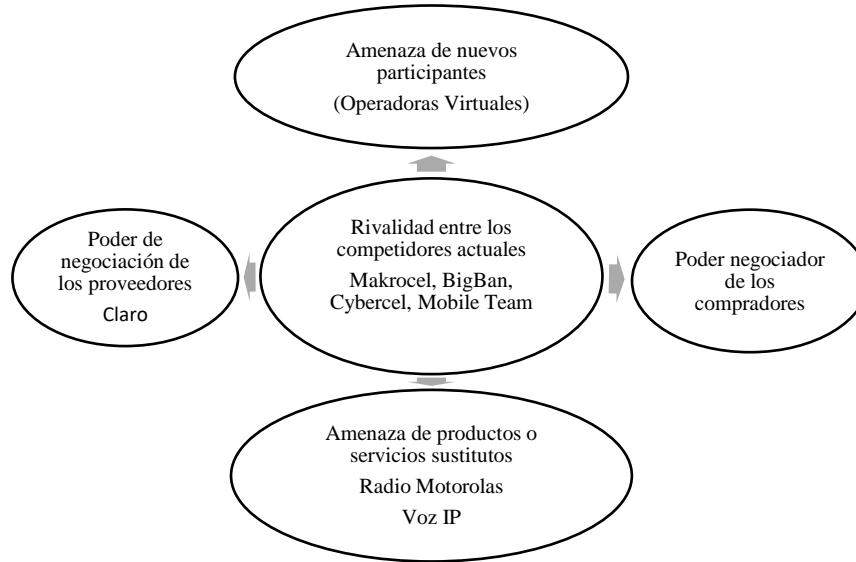 Amenaza de nuevos
participantes
(Operadoras Virtuales)
Rivalidad entre los
competidores actuales
Makrocel, BigBan,
Cybercel, Mobile Team
Poder de
negociación de
los proveedores
Claro
Poder negociador
de los
compradores
Amenaza de productos o
servicios sustitutos
Radio Motorolas
Voz IP